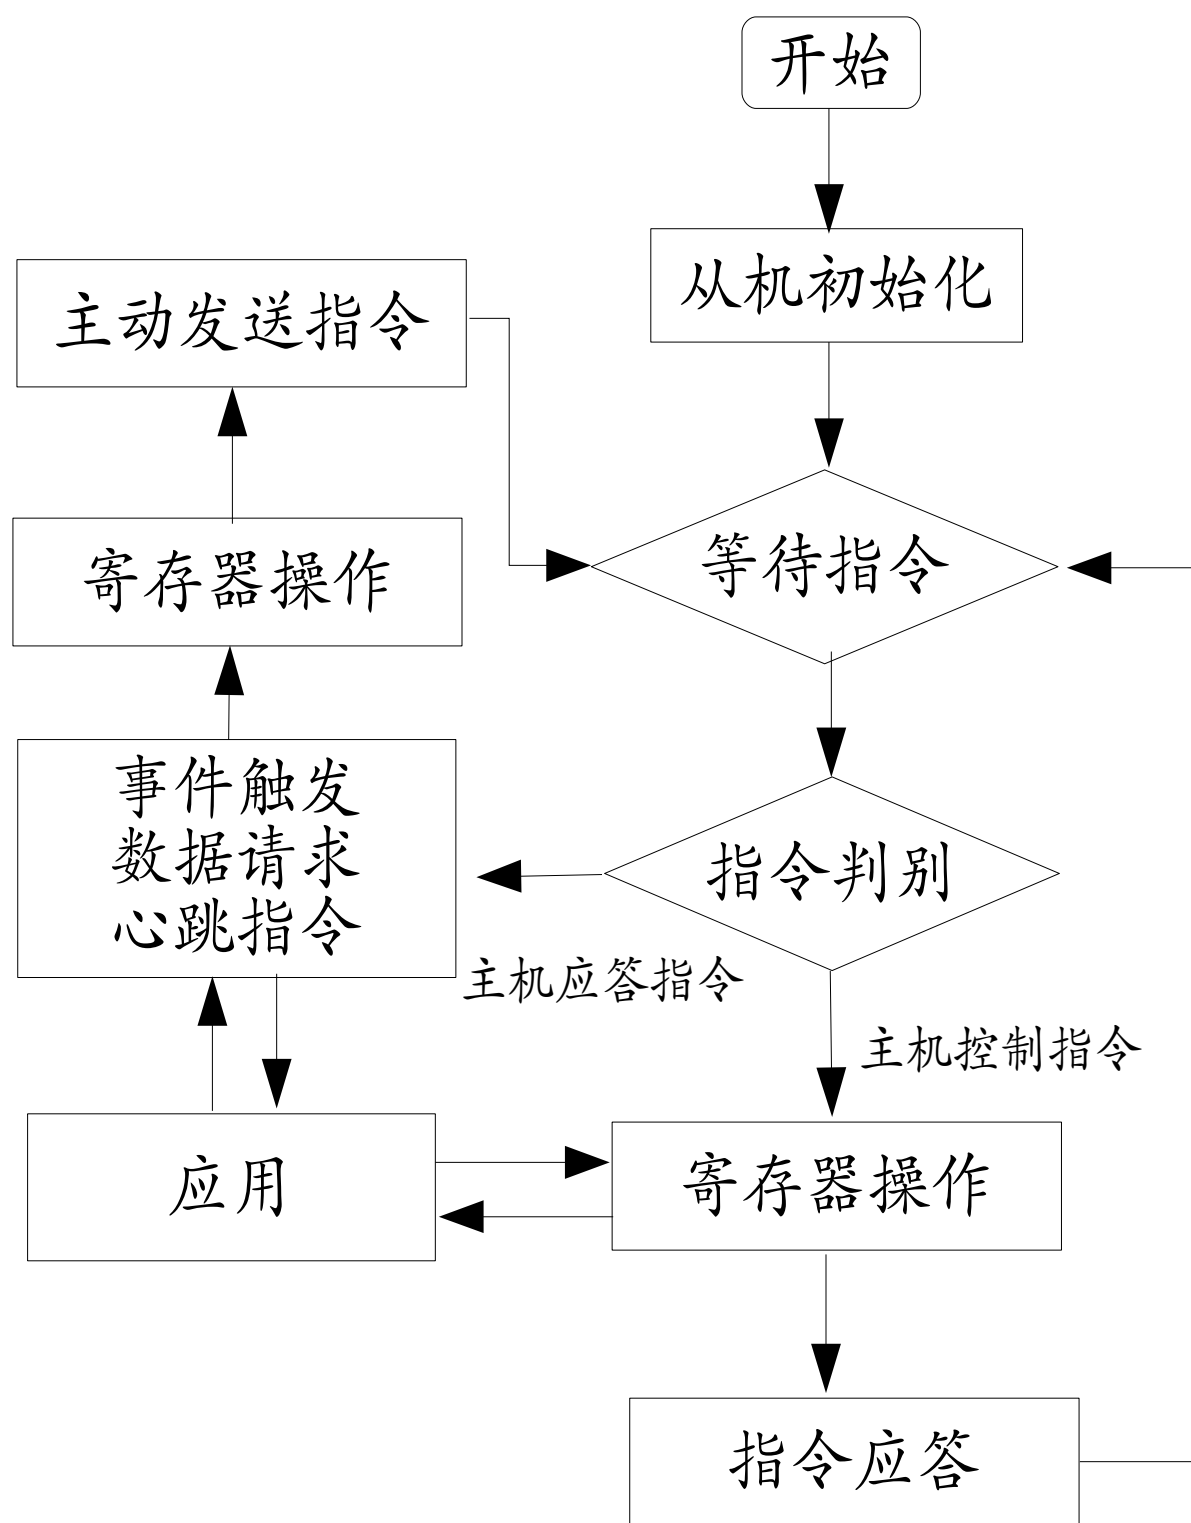 开始
从机初始化
主动发送指令
等待指令
寄存器操作
事件触发
数据请求
心跳指令
指令判别
主机应答指令
主机控制指令
应用
寄存器操作
指令应答